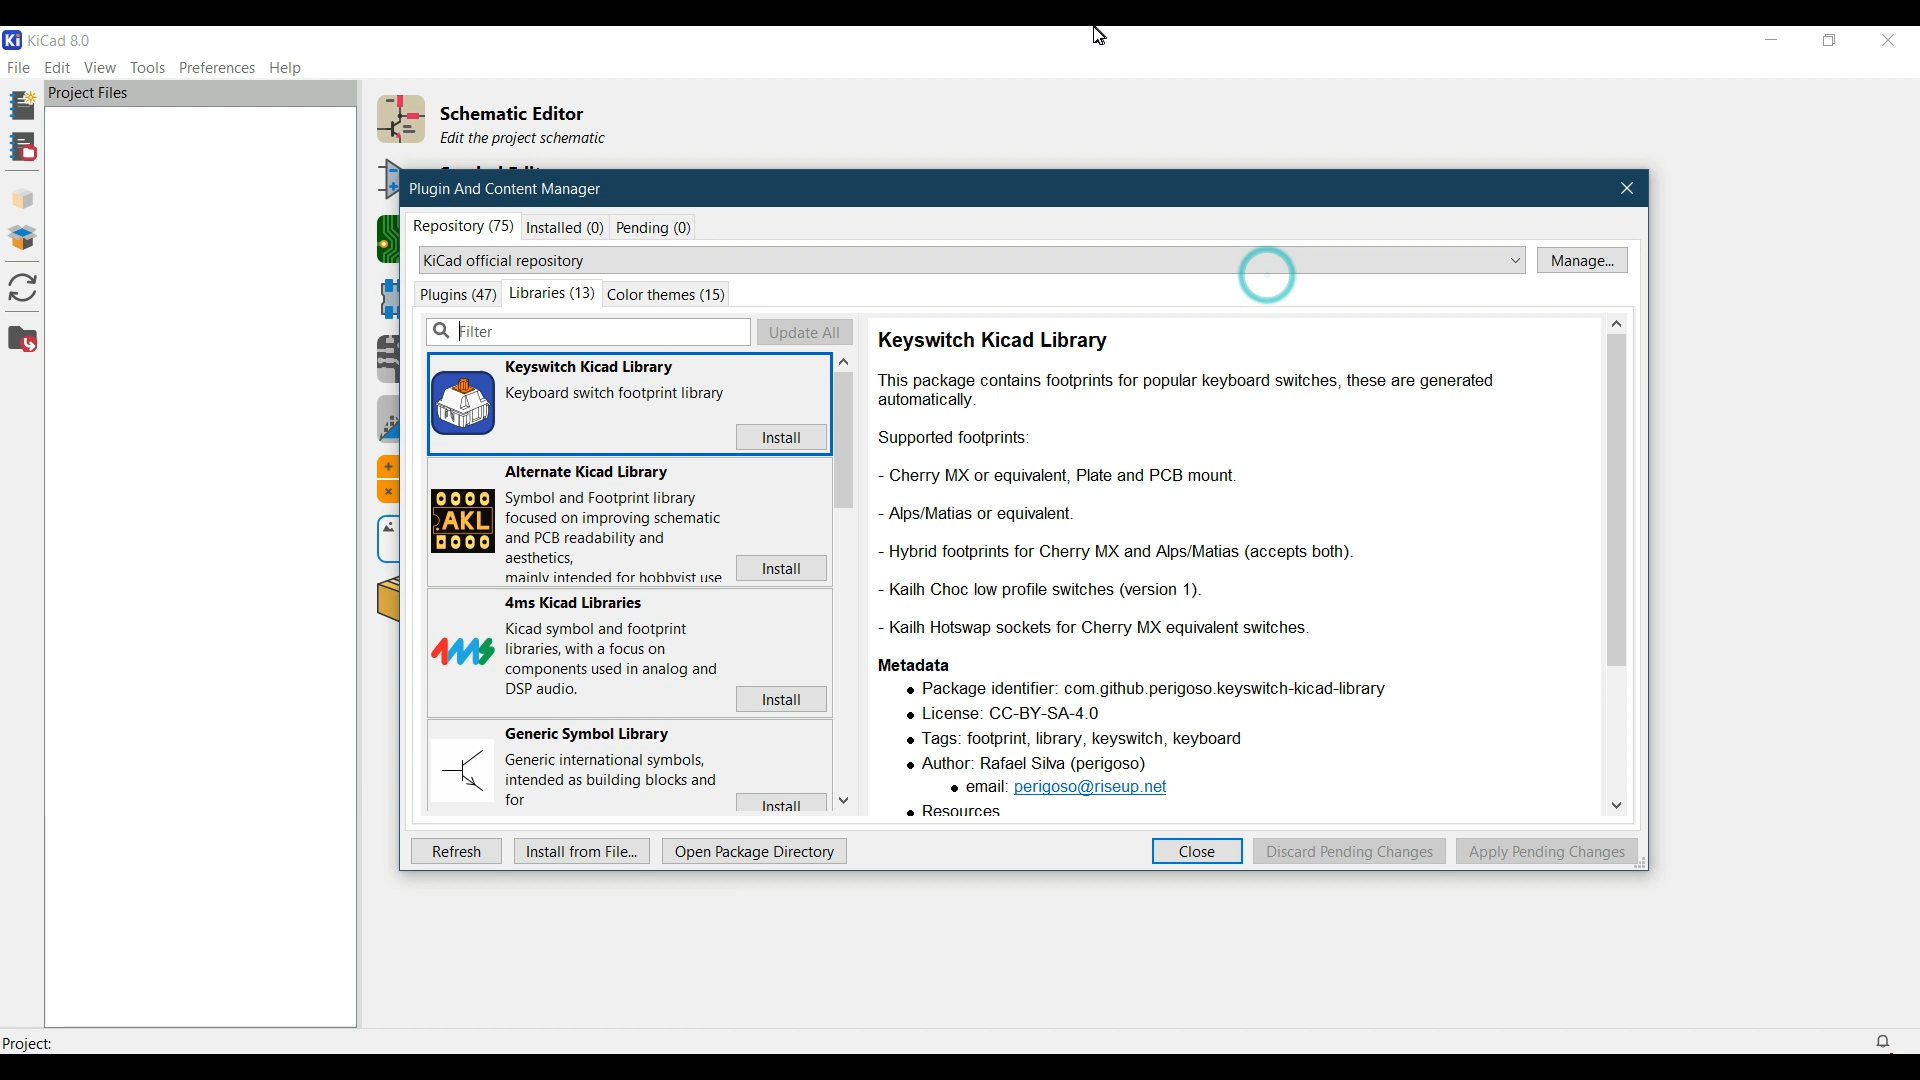 KiCad 8.0
File Edit View Tools Preferences Help
Project Files
Schematic Editor
Edit the project schematic
Plugin And Content Manager
Repository (75) Installed (0) Pending (0)
KiCad official repository Manage...
Plugins (47) Libraries (13) Color themes (15)
Filter Update All
Keyswitch Kicad Library
Keyboard switch footprint library
Install
Alternate Kicad Library
AKL
Symbol and Footprint library
focused on improving schematic
and PCB readability and
aesthetics,
mainly intended for hobbyist use
Install
4ms Kicad Libraries
4ms
Kicad symbol and footprint
libraries, with a focus on
components used in analog and
DSP audio.
Install
Generic Symbol Library
Generic international symbols,
intended as building blocks and
for
Install
Keyswitch Kicad Library
This package contains footprints for popular keyboard switches, these are generated
automatically.
Supported footprints:
- Cherry MX or equivalent, Plate and PCB mount.
- Alps/Matias or equivalent.
- Hybrid footprints for Cherry MX and Alps/Matias (accepts both).
- Kailh Choc low profile switches (version 1).
- Kailh Hotswap sockets for Cherry MX equivalent switches.
Metadata
• Package identifier: com.github.perigoso.keyswitch-kicad-library
• License: CC-BY-SA-4.0
• Tags: footprint, library, keyswitch, keyboard
• Author: Rafael Silva (perigoso)
• email: perigoso@riseup.net
• Resources
Refresh Install from File... Open Package Directory Close Discard Pending Changes Apply Pending Changes
Project: